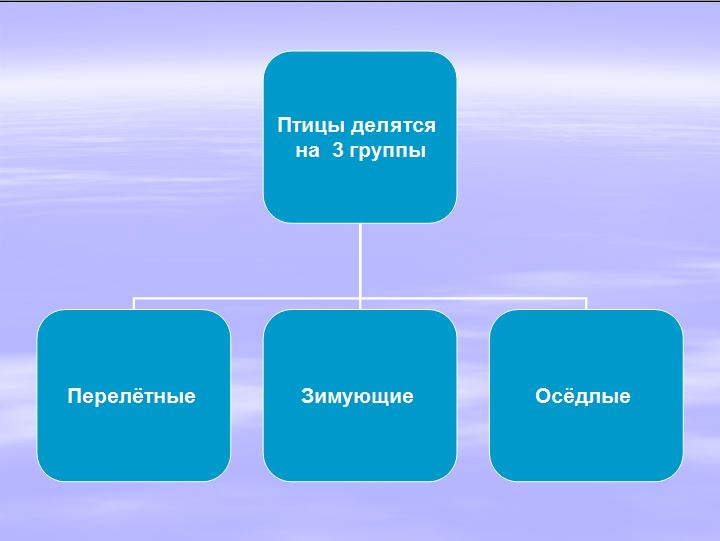 Птицы делятся
на  3 группы
Перелётные
Зимующие
Осёдлые